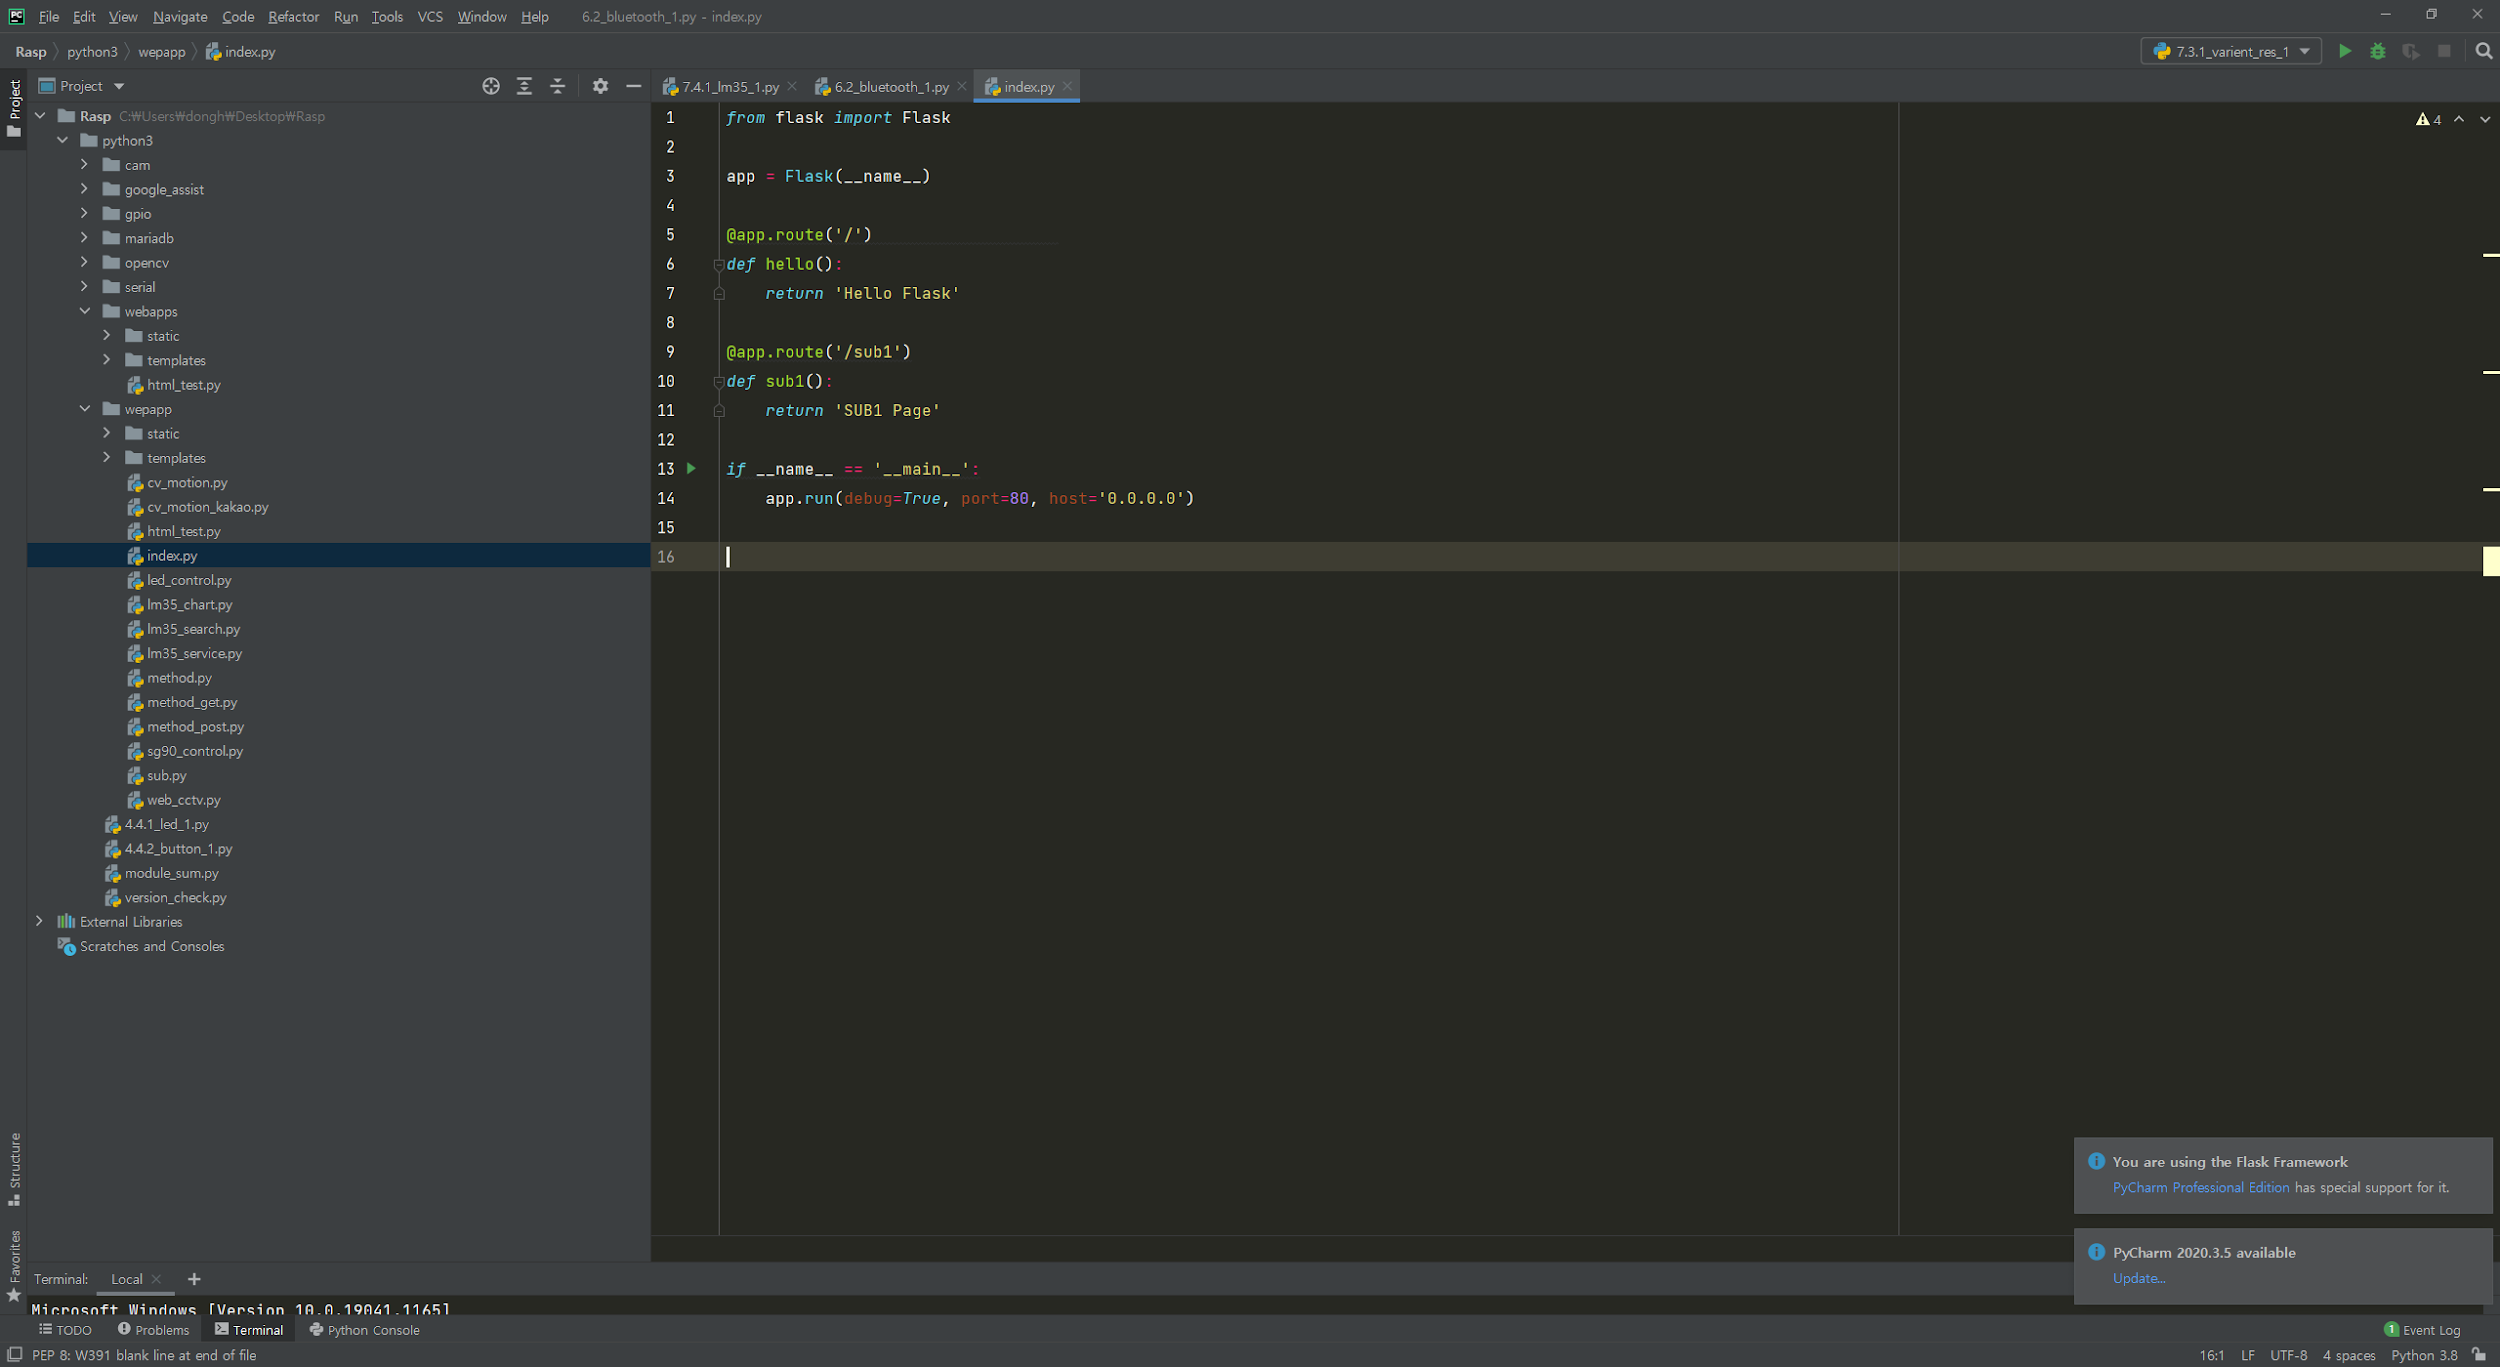 PC File Edit View Navigate Code Refactor Run Tools VCS Window Help 6.2_bluetooth_1.py - index.py
Rasp python3 wepapp index.py 7.3.1_varient_res_1
Project
Project
7.4.1_lm35_1.py 6.2_bluetooth_1.py index.py
Rasp C:₩Users₩dongh₩Desktop₩Rasp
python3
cam
google_assist
gpio
mariadb
opencv
serial
webapps
static
templates
html_test.py
wepapp
static
templates
cv_motion.py
cv_motion_kakao.py
html_test.py
index.py
led_control.py
lm35_chart.py
lm35_search.py
lm35_service.py
method.py
method_get.py
method_post.py
sg90_control.py
sub.py
web_cctv.py
4.4.1_led_1.py
4.4.2_button_1.py
module_sum.py
version_check.py
External Libraries
Scratches and Consoles
1 from flask import Flask
2
3 app = Flask(__name__)
4
5 @app.route('/')
6 def hello():
7     return 'Hello Flask'
8
9 @app.route('/sub1')
10 def sub1():
11     return 'SUB1 Page'
12
13 if __name__ == '__main__':
14     app.run(debug=True, port=80, host='0.0.0.0')
15
16
4
Structure
Favorites
You are using the Flask Framework
PyCharm Professional Edition has special support for it.
PyCharm 2020.3.5 available
Update...
Terminal: Local
Microsoft Windows [Version 10.0.19041.1165]
TODO Problems Terminal Python Console 1 Event Log
PEP 8: W391 blank line at end of file 16:1 LF UTF-8 4 spaces Python 3.8